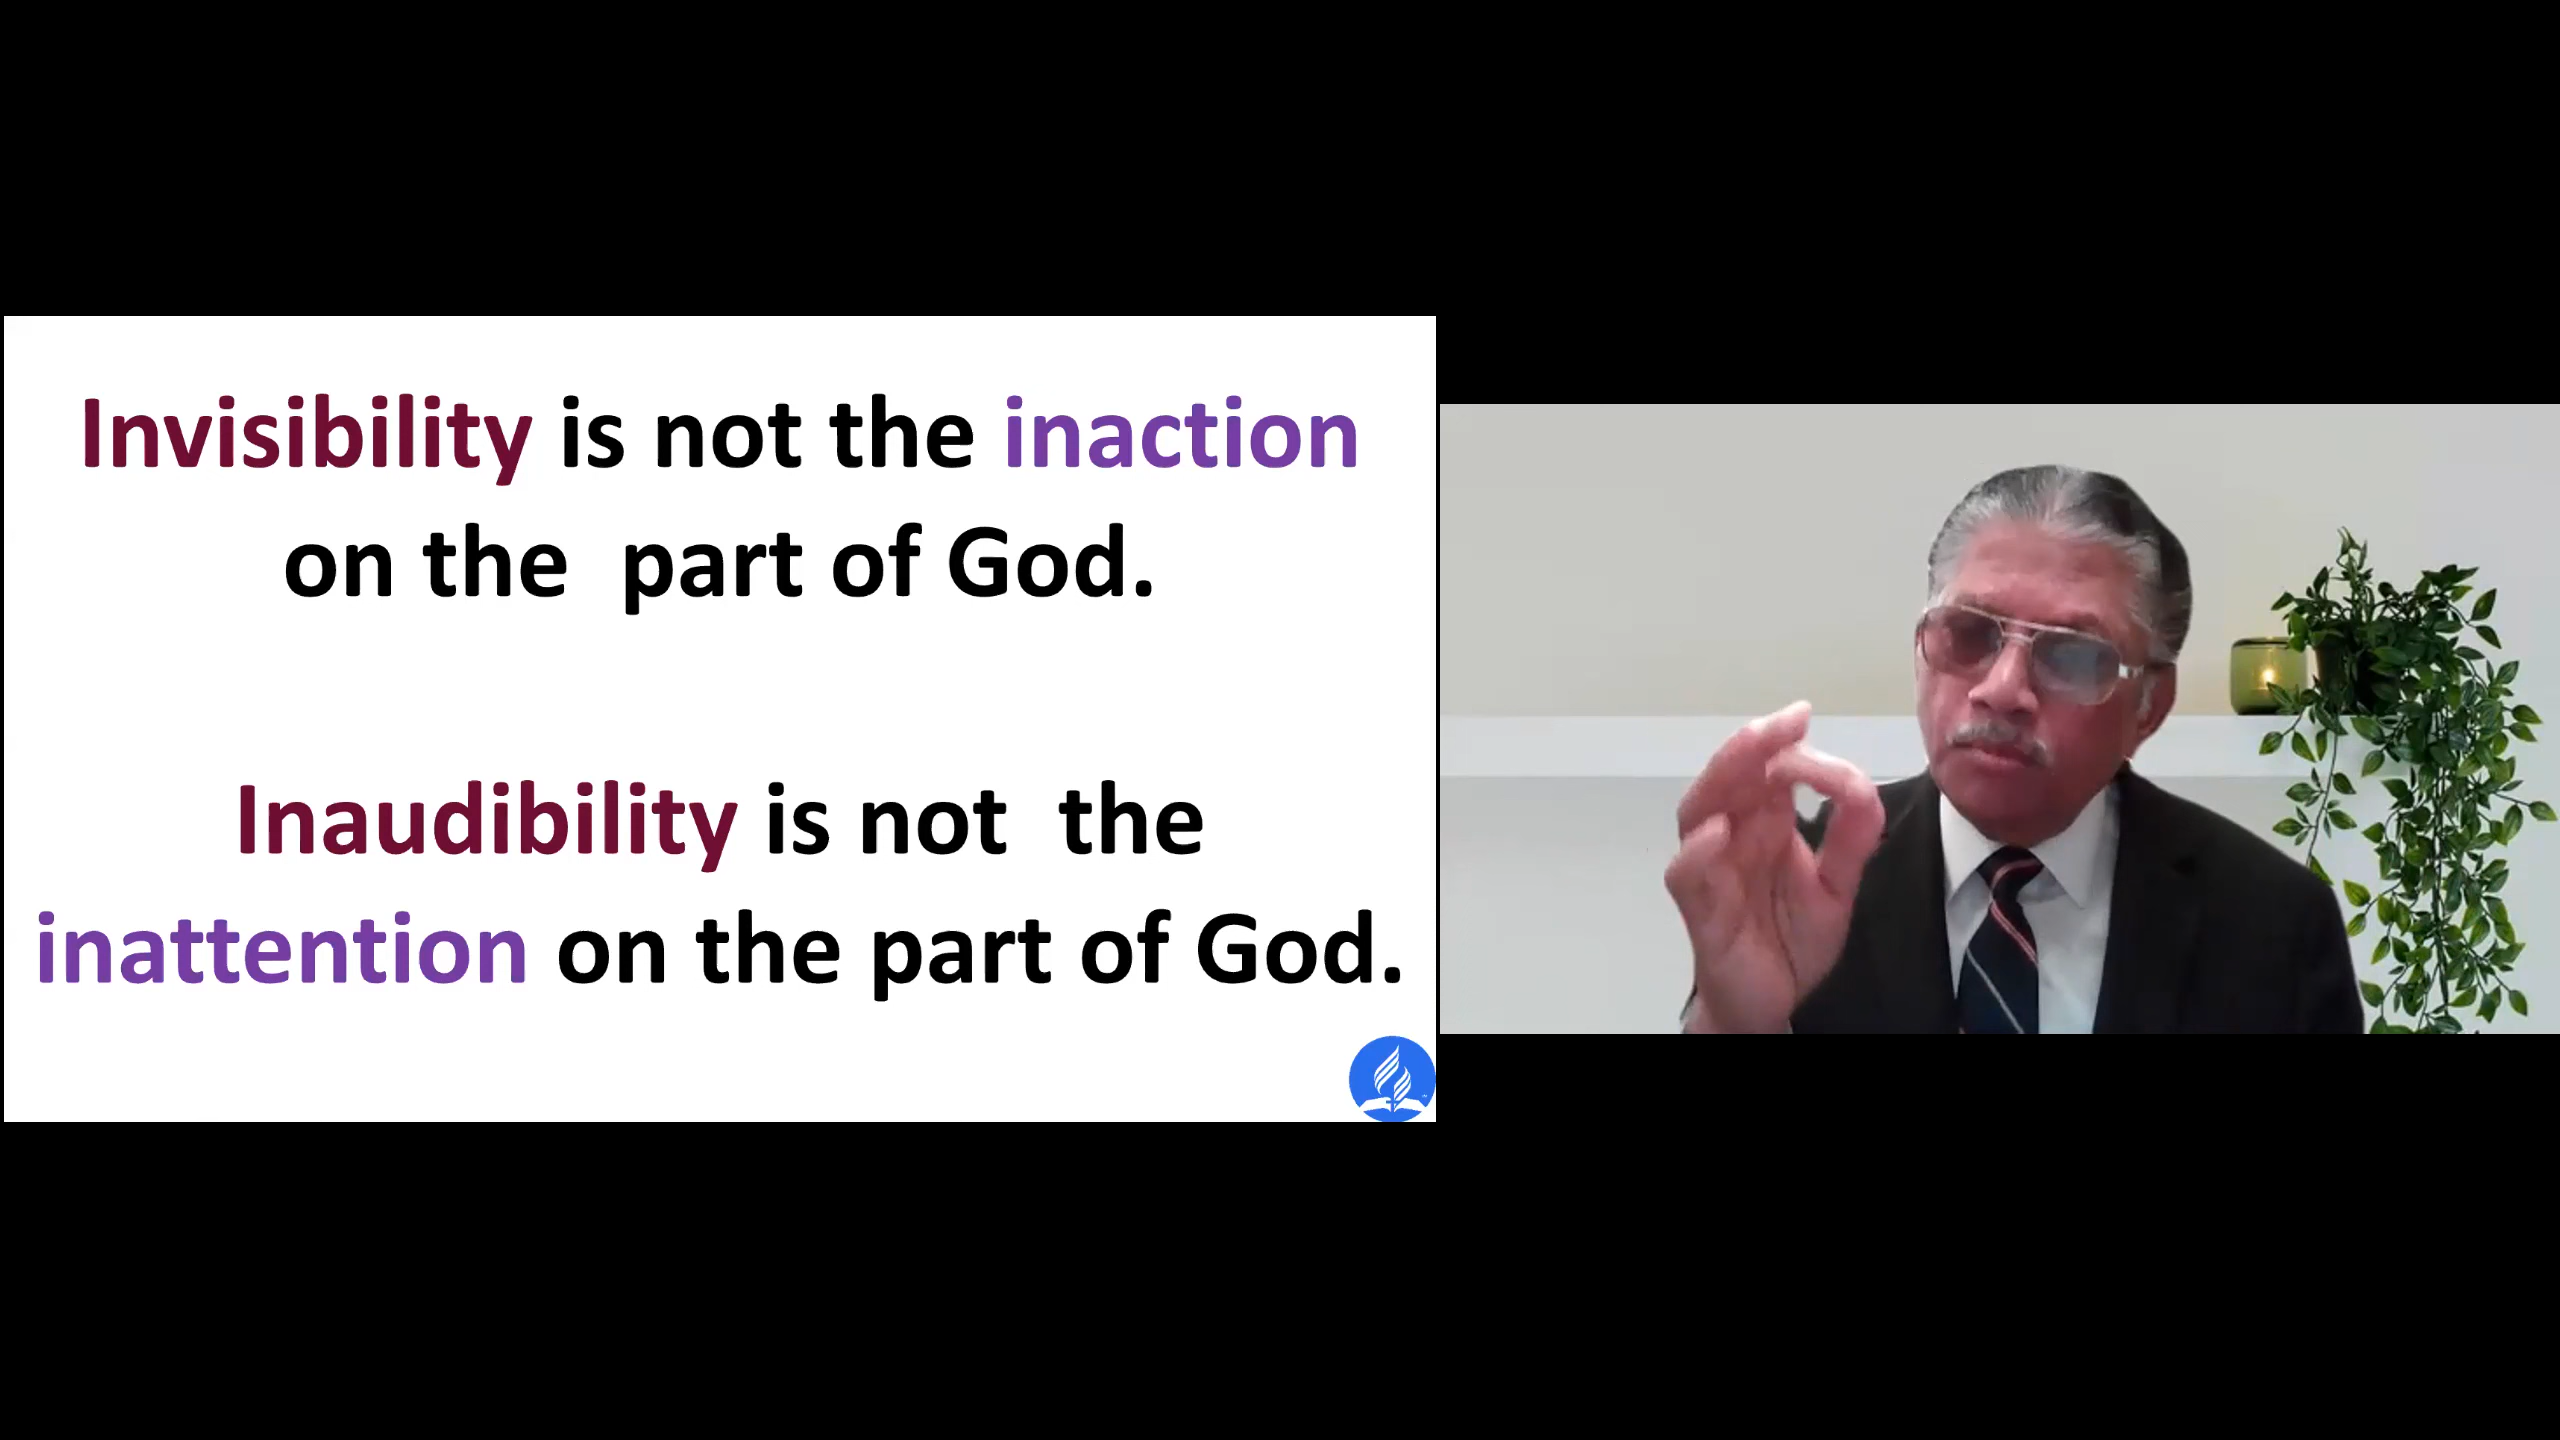 Invisibility is not the inaction
on the  part of God.
Inaudibility is not  the
inattention on the part of God.